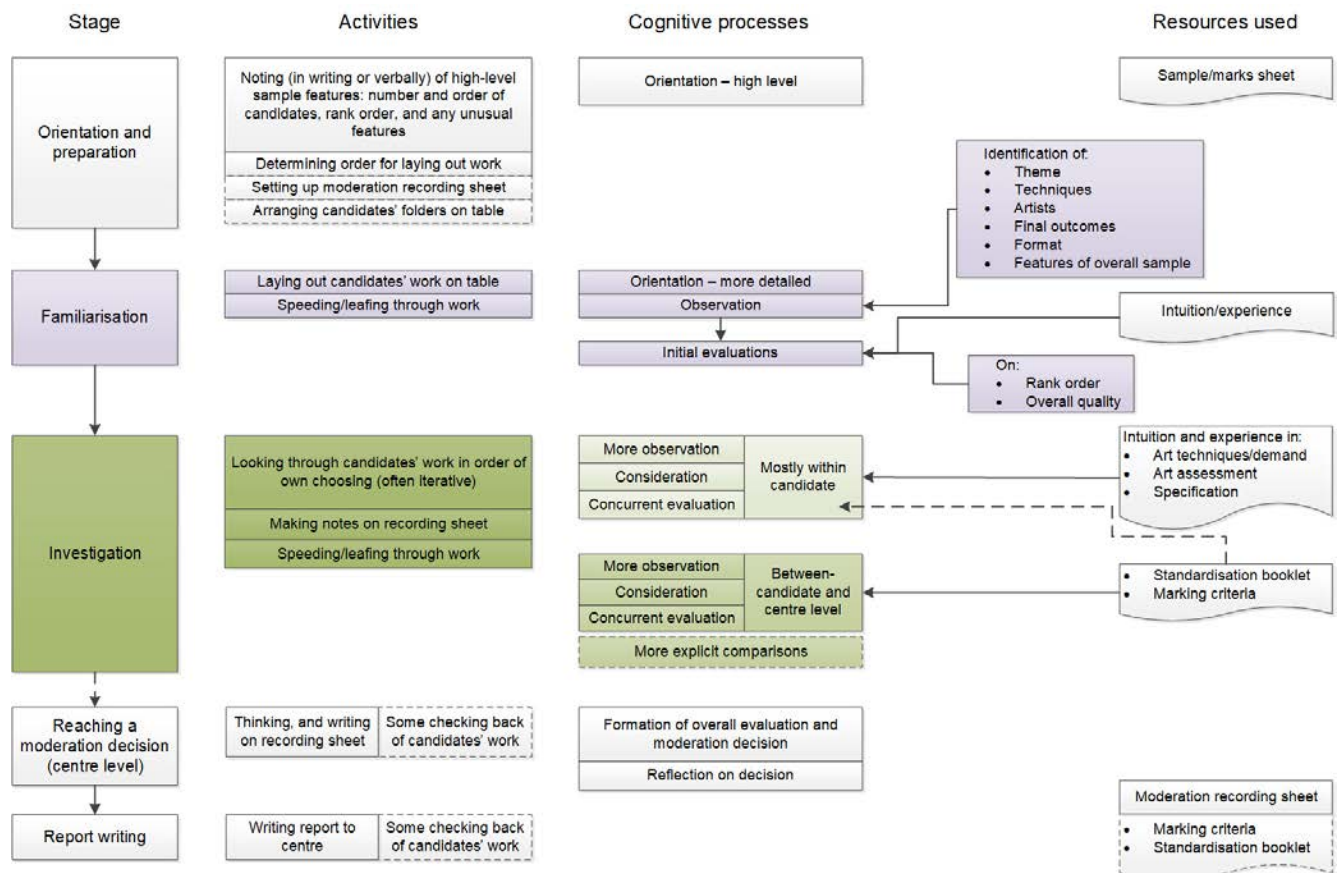 Stage
Activities
Cognitive processes
Resources used
Orientation and
preparation
Noting (in writing or verbally) of high-level
sample features: number and order of
candidates, rank order, and any unusual
features
Determining order for laying out work
Setting up moderation recording sheet
Arranging candidates' folders on table
Orientation – high level
Sample/marks sheet
Identification of:
• Theme
• Techniques
• Artists
• Final outcomes
• Format
• Features of overall sample
Familiarisation
Laying out candidates' work on table
Speeding/leafing through work
Orientation – more detailed
Observation
Initial evaluations
Intuition/experience
On:
• Rank order
• Overall quality
Investigation
Looking through candidates' work in order of
own choosing (often iterative)
Making notes on recording sheet
Speeding/leafing through work
More observation
Consideration
Concurrent evaluation
Mostly within
candidate
Intuition and experience in:
• Art techniques/demand
• Art assessment
• Specification
More observation
Consideration
Concurrent evaluation
Between-
candidate and
centre level
More explicit comparisons
• Standardisation booklet
• Marking criteria
Reaching a
moderation decision
(centre level)
Thinking, and writing
on recording sheet
Some checking back
of candidates' work
Formation of overall evaluation and
moderation decision
Reflection on decision
Report writing
Writing report to
centre
Some checking back
of candidates' work
Moderation recording sheet
• Marking criteria
• Standardisation booklet